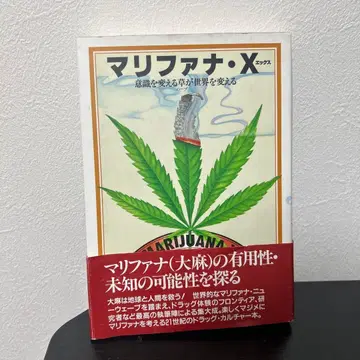 マリファナ・X
エックス
意識を変える草が世界を変える
MARIJUANA
マリファナ(大麻)の有用性・
未知の可能性を探る
大麻は地球と人間を救う! 世界的なマリファナ・ニュ
ーウェーブを踏まえ、ドラッグ体験のフロンティア、研
究者など最高の執筆陣による集大成。楽しくマジメに
マリファナを考える21世紀のドラッグ・カルチャー本。